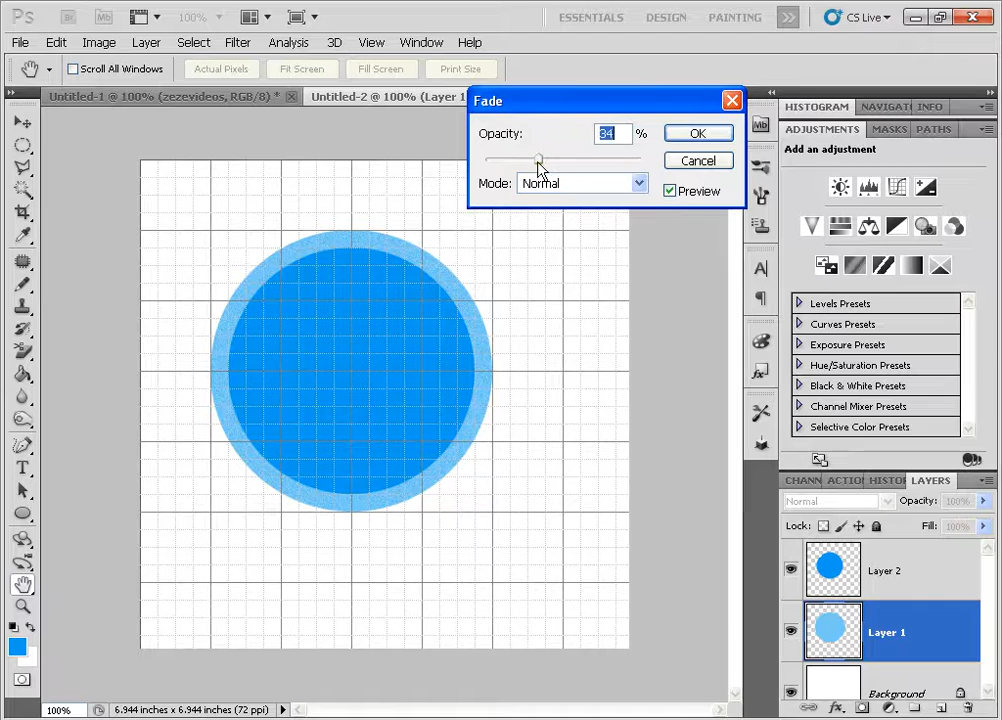 Ps Br Mb 100% ESSENTIALS DESIGN PAINTING CS Live
File Edit Image Layer Select Filter Analysis 3D View Window Help
Scroll All Windows Actual Pixels Fit Screen Fill Screen Print Size
Untitled-1 @ 100% (zezevideos, RGB/8) *
Untitled-2 @ 100% (Layer 1
Fade
Opacity: 34 % OK
Cancel
Mode: Normal Preview
Mb
HISTOGRAM NAVIGAT INFO
ADJUSTMENTS MASKS PATHS
Add an adjustment
Levels Presets
Curves Presets
Exposure Presets
Hue/Saturation Presets
Black & White Presets
Channel Mixer Presets
Selective Color Presets
CHANN ACTIO HISTOR LAYERS
Normal Opacity: 100%
Lock: Fill: 100%
Layer 2
Layer 1
Background
100% 6.944 inches x 6.944 inches (72 ppi)